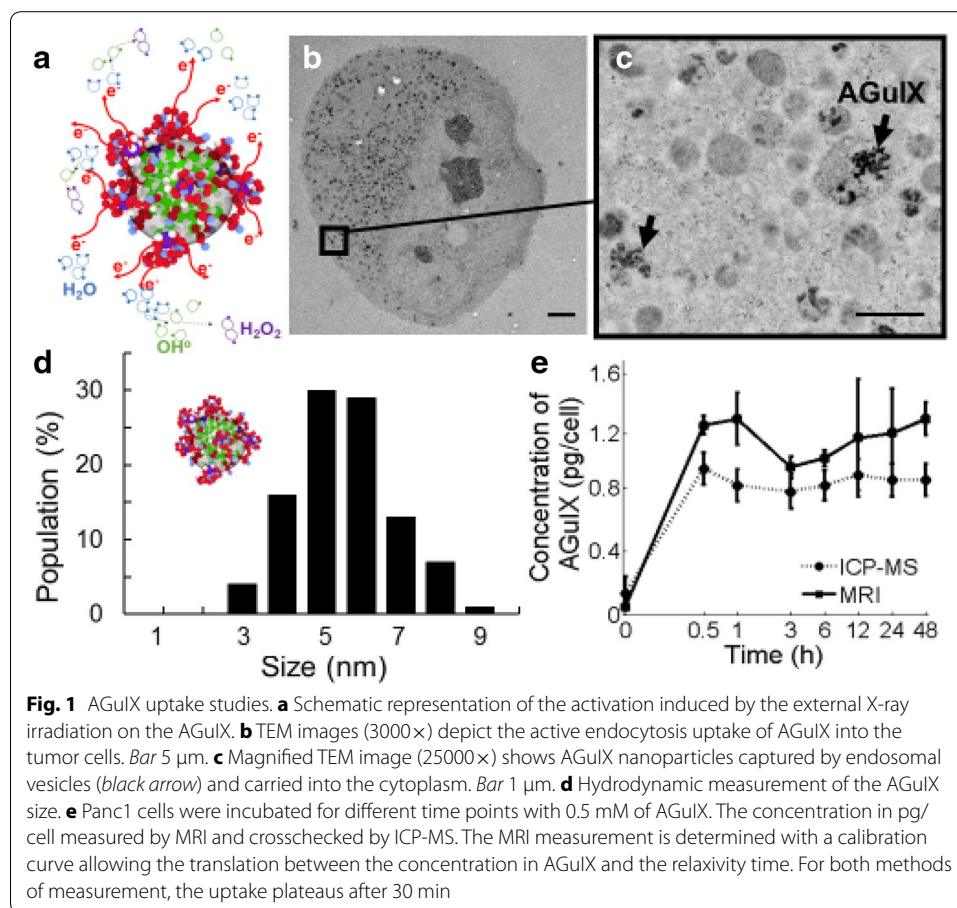 a
b
c
AGuIX
e⁻ e⁻
e⁻ e⁻
e⁻ e⁻
e⁻ e⁻
e⁻ e⁻
H₂O
OHº
H₂O₂
d
Population (%)
30
20
10
0
1 3 5 7 9
Size (nm)
e
Concentration of
AGuIX (pg/cell)
1.6
1.2
0.8
0.4
0
ICP-MS
MRI
0 0.5 1 3 6 12 24 48
Time (h)
Fig. 1 AGuIX uptake studies. a Schematic representation of the activation induced by the external X-ray
irradiation on the AGuIX. b TEM images (3000×) depict the active endocytosis uptake of AGuIX into the
tumor cells. Bar 5 μm. c Magnified TEM image (25000×) shows AGuIX nanoparticles captured by endosomal
vesicles (black arrow) and carried into the cytoplasm. Bar 1 μm. d Hydrodynamic measurement of the AGuIX
size. e Panc1 cells were incubated for different time points with 0.5 mM of AGuIX. The concentration in pg/
cell measured by MRI and crosschecked by ICP-MS. The MRI measurement is determined with a calibration
curve allowing the translation between the concentration in AGuIX and the relaxivity time. For both methods
of measurement, the uptake plateaus after 30 min